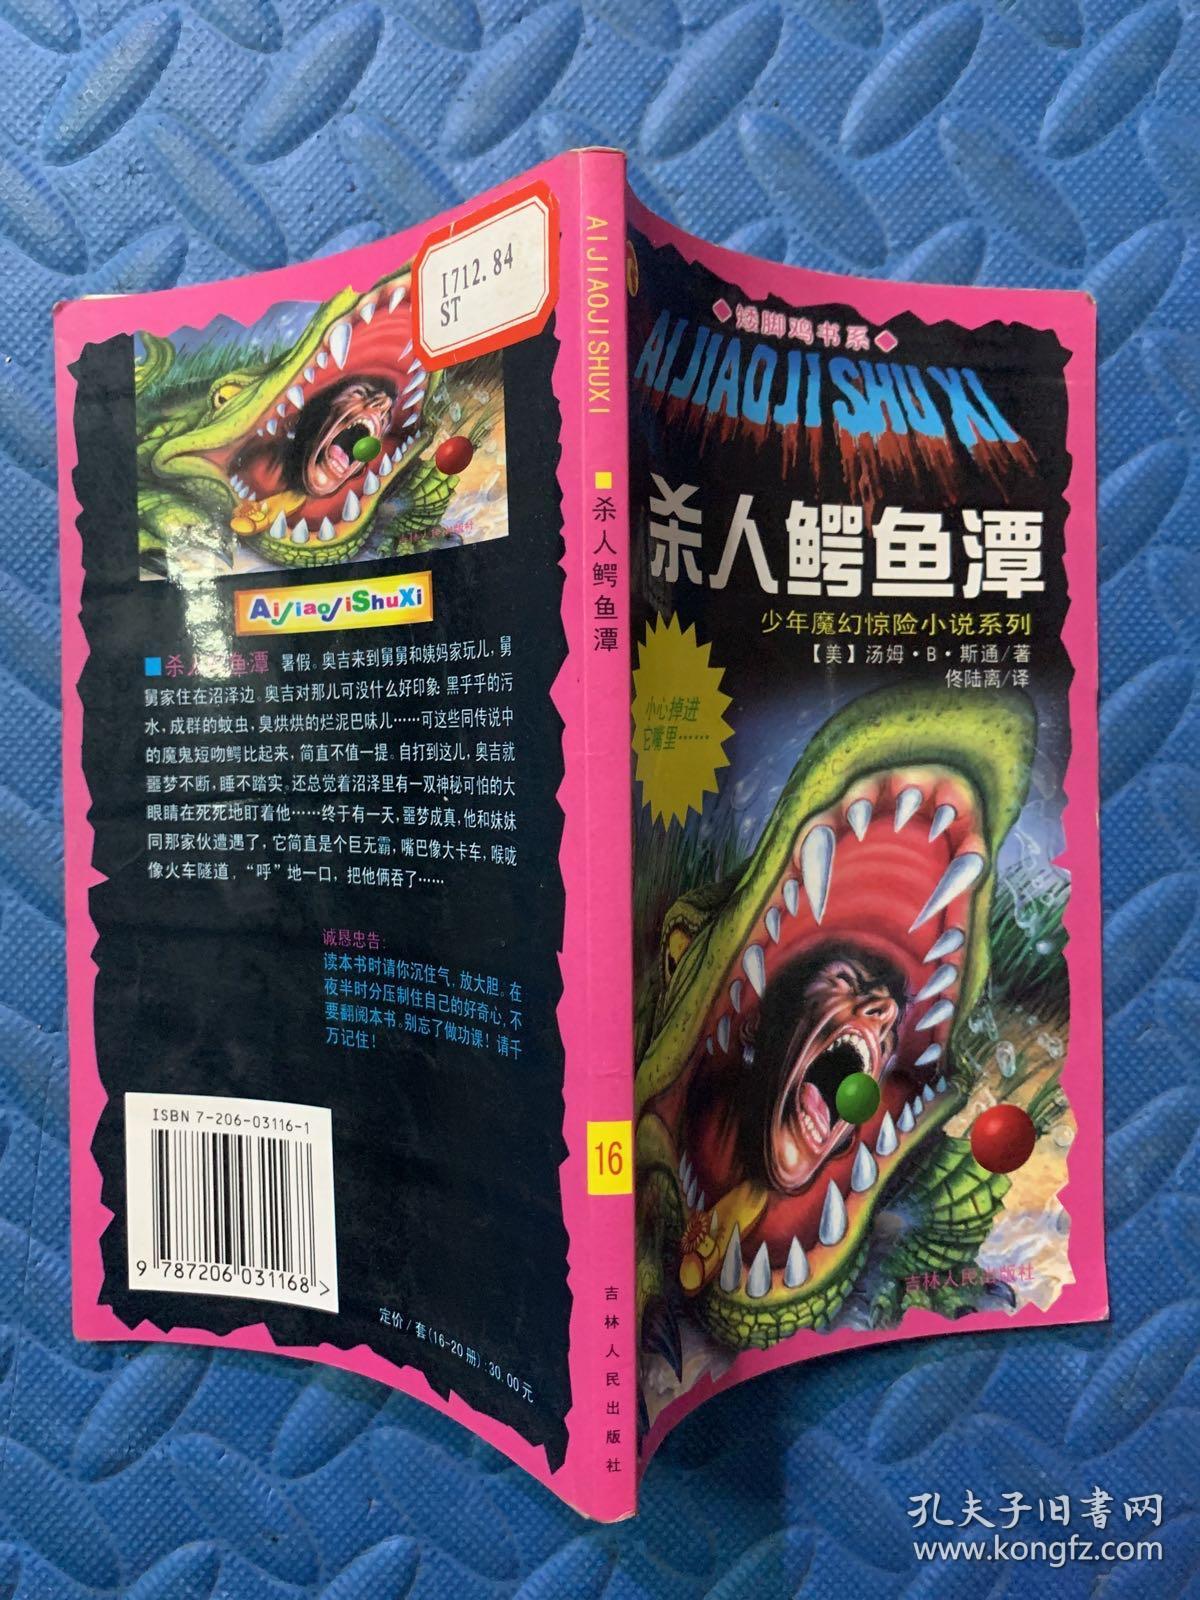 I712.84
ST
吉林人民出版社
AiJiaoJiShuXi
■杀人鳄鱼潭 暑假。奥吉来到舅舅和姨妈家玩儿，舅
舅家住在沼泽边。奥吉对那儿可没什么好印象：黑乎乎的污
水，成群的蚊虫，臭烘烘的烂泥巴味儿……可这些同传说中
的魔鬼短吻鳄比起来，简直不值一提。自打到这儿，奥吉就
噩梦不断，睡不踏实。还总觉着沼泽里有一双神秘可怕的大
眼睛在死死地盯着他……终于有一天，噩梦成真，他和妹妹
同那家伙遭遇了，它简直是个巨无霸，嘴巴像大卡车，喉咙
像火车隧道，“呼”地一口，把他俩吞了……
诚恳忠告：
读本书时请你沉住气，放大胆。在
夜半时分压制住自己的好奇心，不
要翻阅本书。别忘了做功课！请千
万记住！
ISBN 7-206-03116-1
9 787206 031168>
定价/套(16-20册):30.00元
AIJIAOJISHUXI
■杀人鳄鱼潭
16
吉林人民出版社
◆矮脚鸡书系◆
AIJIAOJISHUXI
杀人鳄鱼潭
少年魔幻惊险小说系列
【美】汤姆·B·斯通/著
佟陆离/译
小心掉进
它嘴里……
吉林人民出版社
孔夫子旧书网
www.kongfz.com